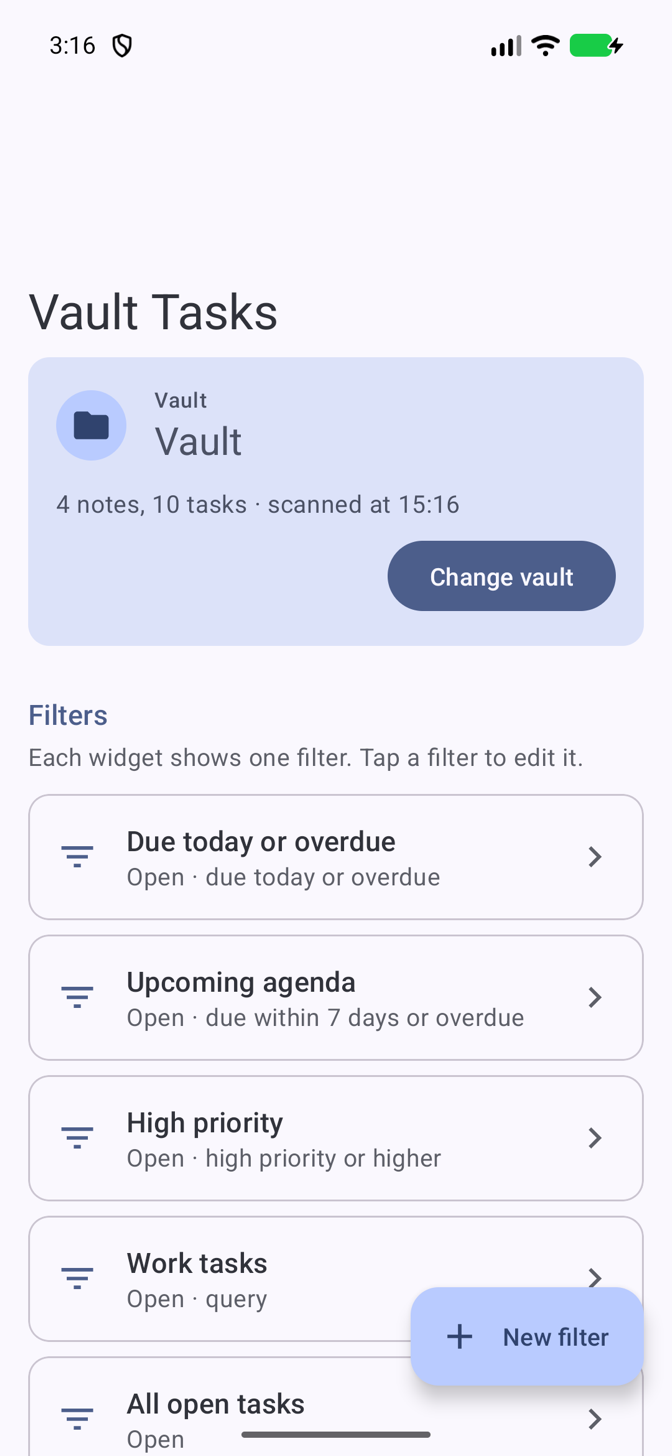 3:16
Vault Tasks
Vault
Vault
4 notes, 10 tasks · scanned at 15:16
Change vault
Filters
Each widget shows one filter. Tap a filter to edit it.
Due today or overdue
Open · due today or overdue
Upcoming agenda
Open · due within 7 days or overdue
High priority
Open · high priority or higher
Work tasks
Open · query
New filter
All open tasks
Open